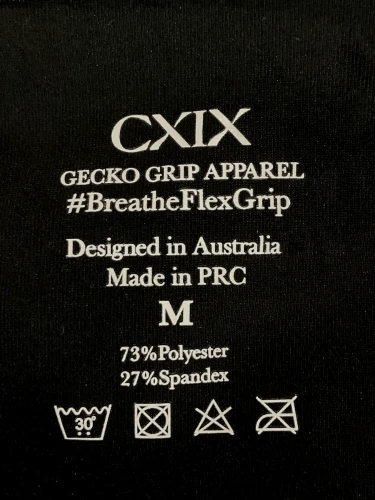 CXIX
GECKO GRIP APPAREL
#BreatheFlexGrip
Designed in Australia
Made in PRC
M
73%Polyester
27%Spandex
30°